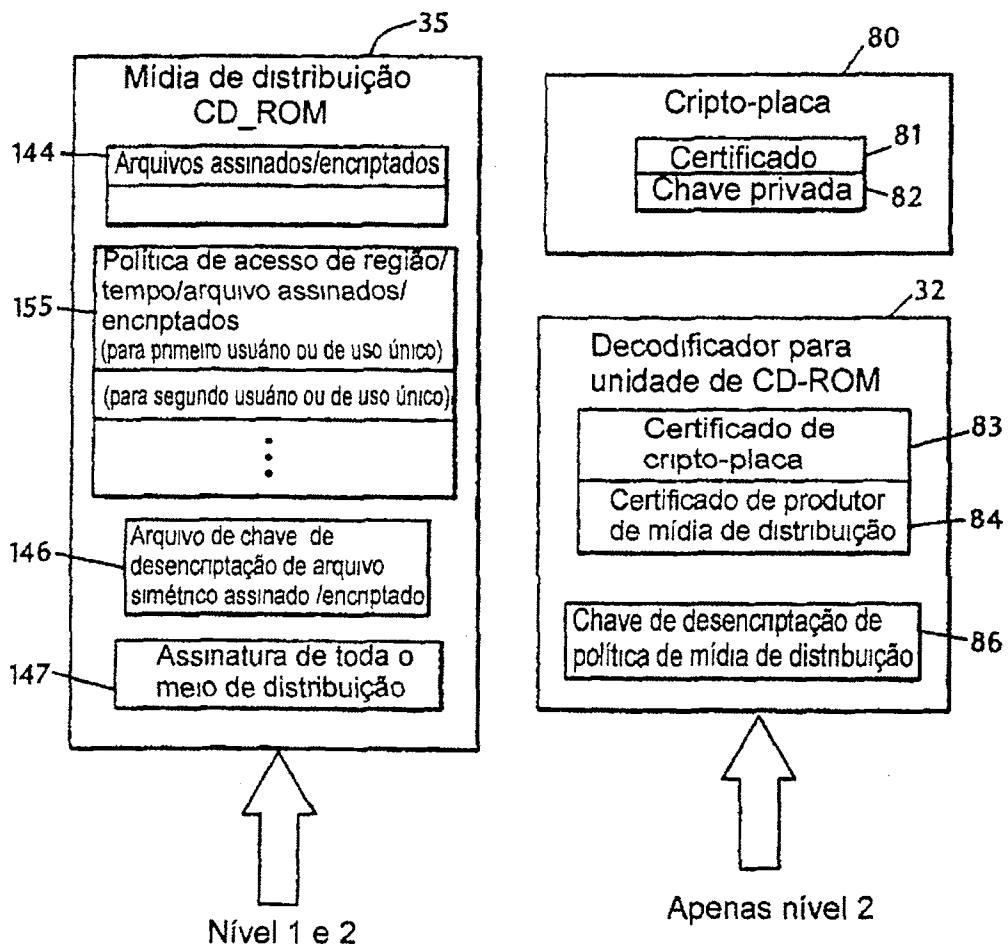 35
Mídia de distribuição
CD_ROM
144
Arquivos assinados/encriptados
155
Política de acesso de região/
tempo/arquivo assinados/
encriptados
(para primeiro usuário ou de uso único)
(para segundo usuário ou de uso único)
146
Arquivo de chave de
desencriptação de arquivo
simétrico assinado /encriptado
147
Assinatura de toda o
meio de distribuição
Nível 1 e 2
80
Cripto-placa
Certificado
81
Chave privada
82
32
Decodificador para
unidade de CD-ROM
Certificado de
cripto-placa
83
Certificado de produtor
de mídia de distribuição
84
Chave de desencriptação de
política de mídia de distribuição
86
Apenas nível 2